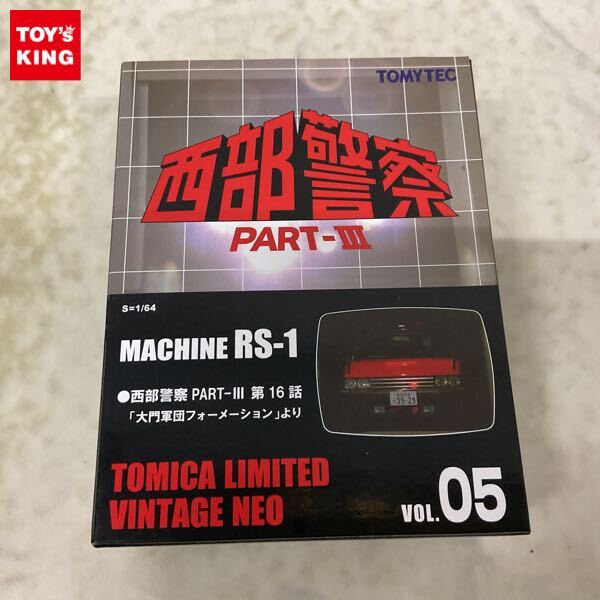 TOY's
KING
TOMYTEC
西部警察
PART-III
S=1/64
MACHINE RS-1
●西部警察 PART-III 第16話
「大門軍団フォーメーション」より
35-29
TOMICA LIMITED
VINTAGE NEO
VOL.05